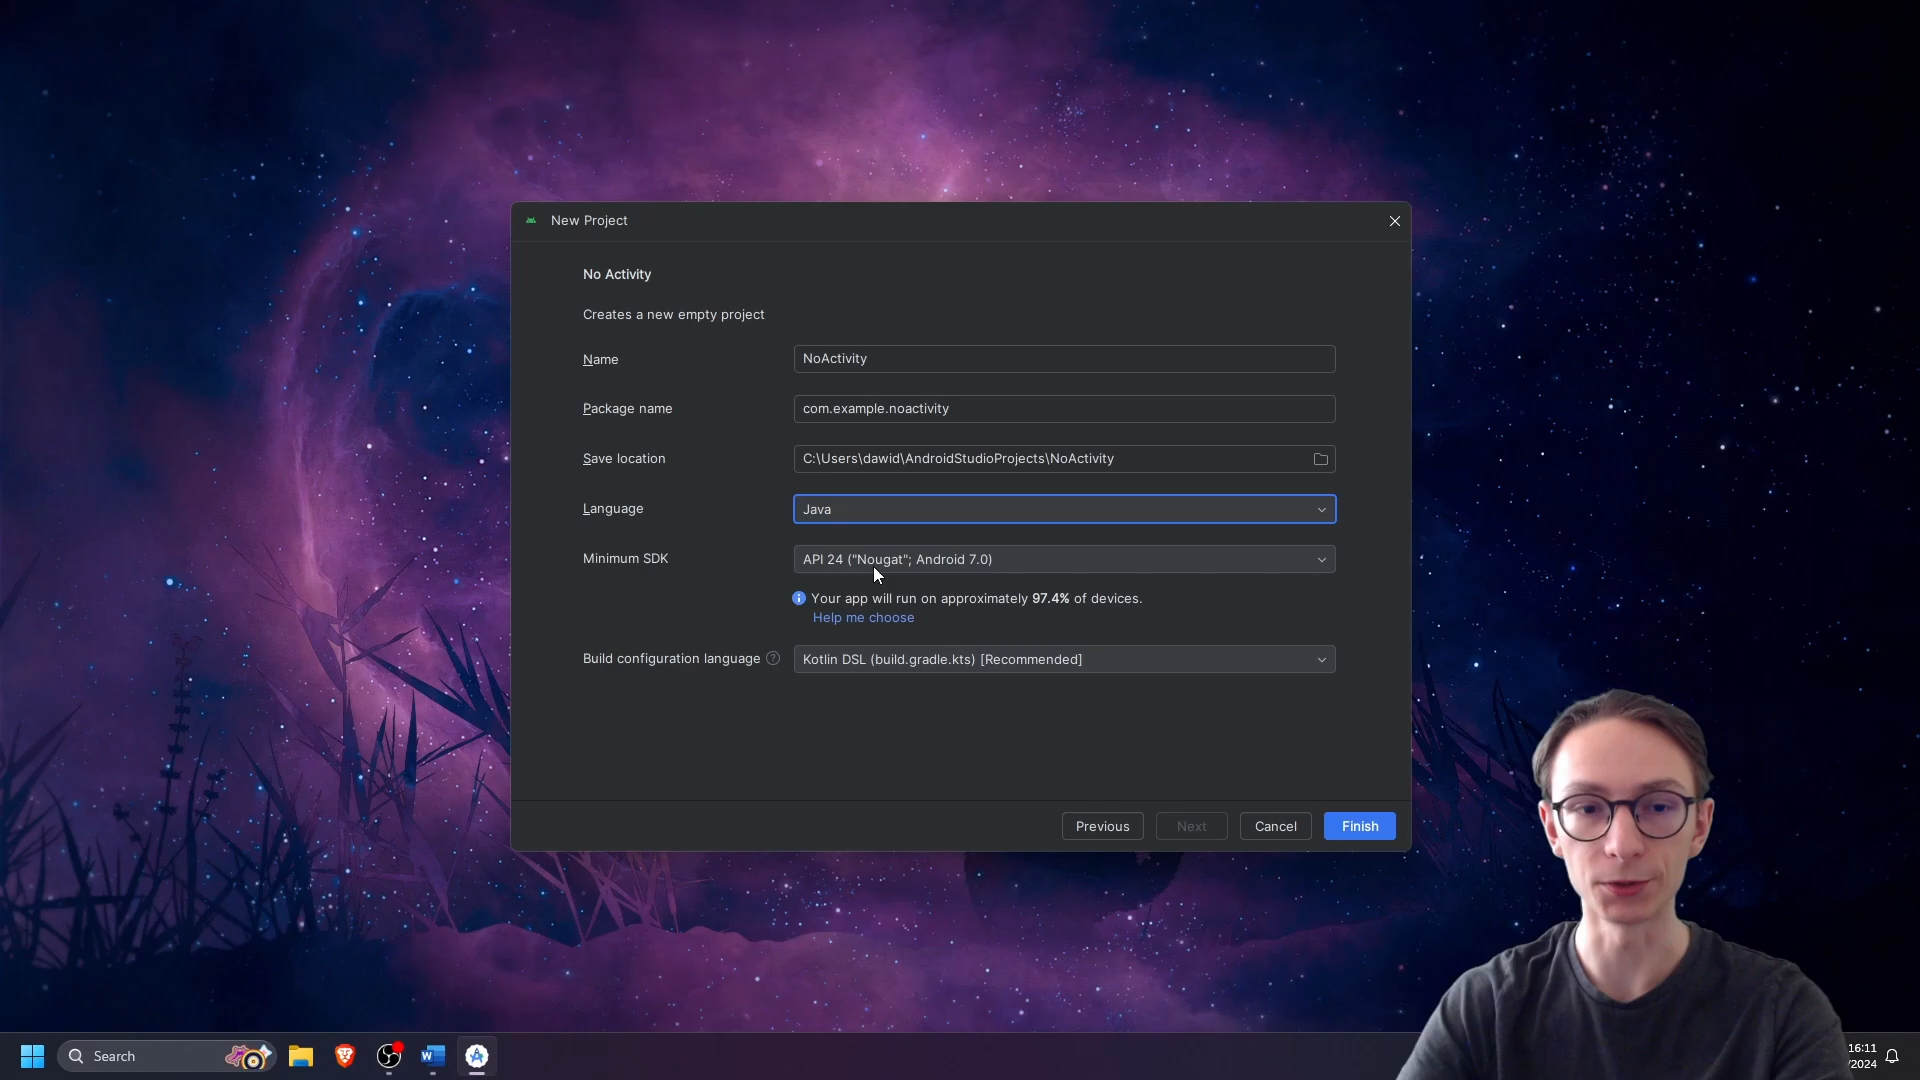 New Project
No Activity
Creates a new empty project
Name
NoActivity
Package name
com.example.noactivity
Save location
C:\Users\dawid\AndroidStudioProjects\NoActivity
Language
Java
Minimum SDK
API 24 ("Nougat"; Android 7.0)
Your app will run on approximately 97.4% of devices.
Help me choose
Build configuration language
Kotlin DSL (build.gradle.kts) [Recommended]
Previous
Next
Cancel
Finish
Search
W
16:11
/2024